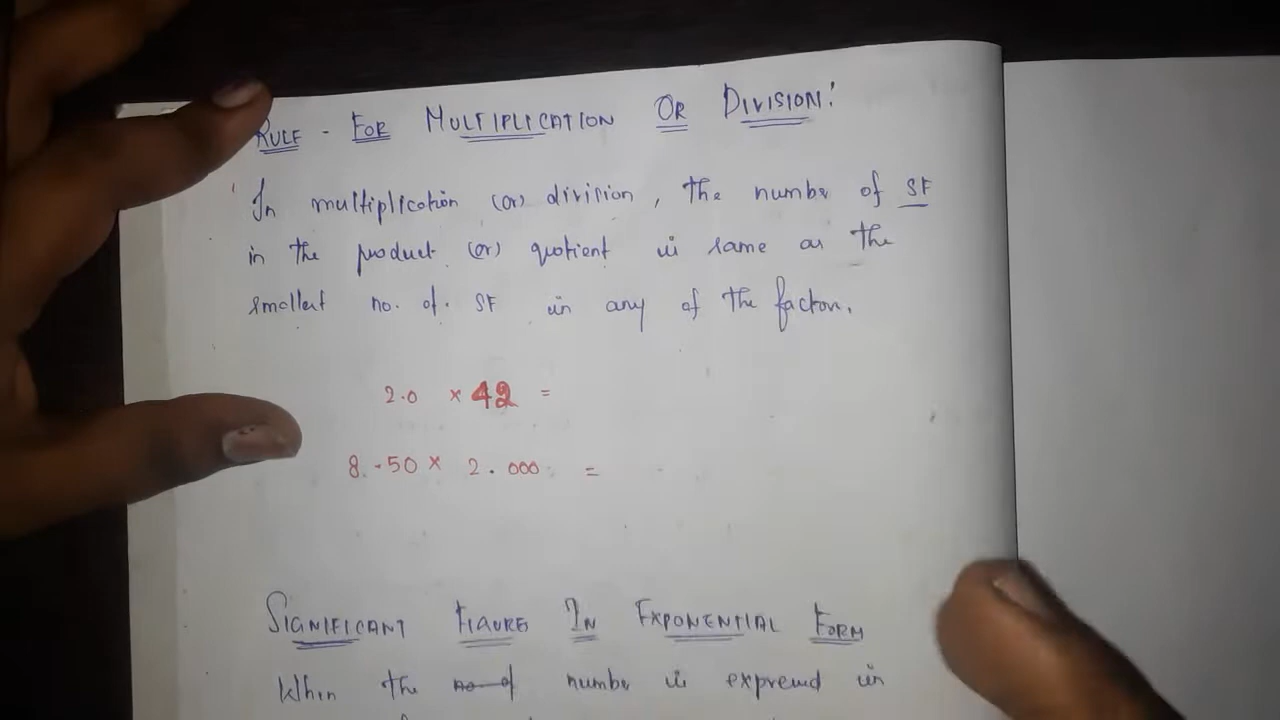 RULE - FOR MULTIPLICATION OR DIVISION:
In multiplication (or) division, the number of SF
in the product (or) quotient is same as the
smallest no. of. SF in any of the factors.
2.0 × 42 =
8.50 × 2.000 =
SIGNIFICANT FIGURE IN EXPONENTIAL FORM
When the no of number is expressed in